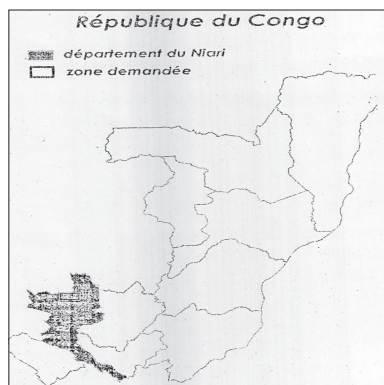 République du Congo
département du Niari
zone demandée